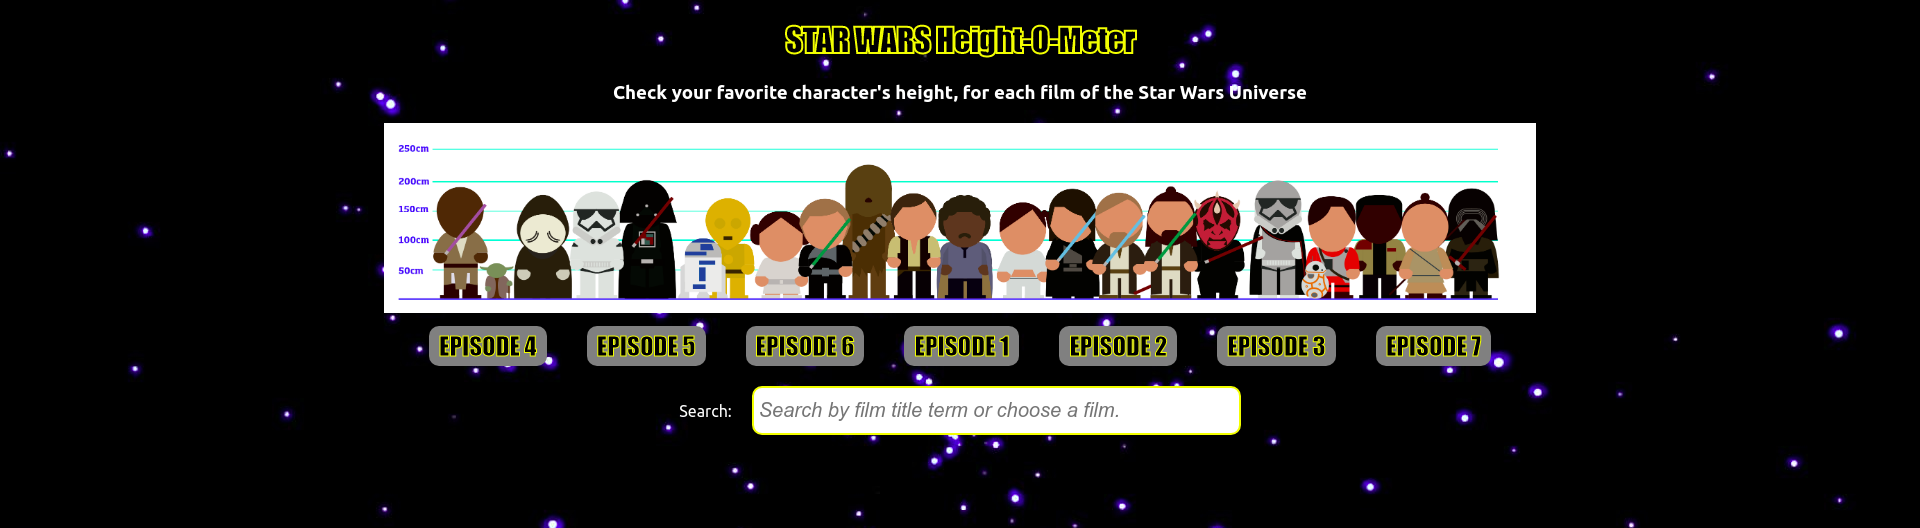 STAR WARS Height-O-Meter
Check your favorite character's height, for each film of the Star Wars Universe
250cm
200cm
150cm
100cm
50cm
EPISODE 4 EPISODE 5 EPISODE 6 EPISODE 1 EPISODE 2 EPISODE 3 EPISODE 7
Search: Search by film title term or choose a film.